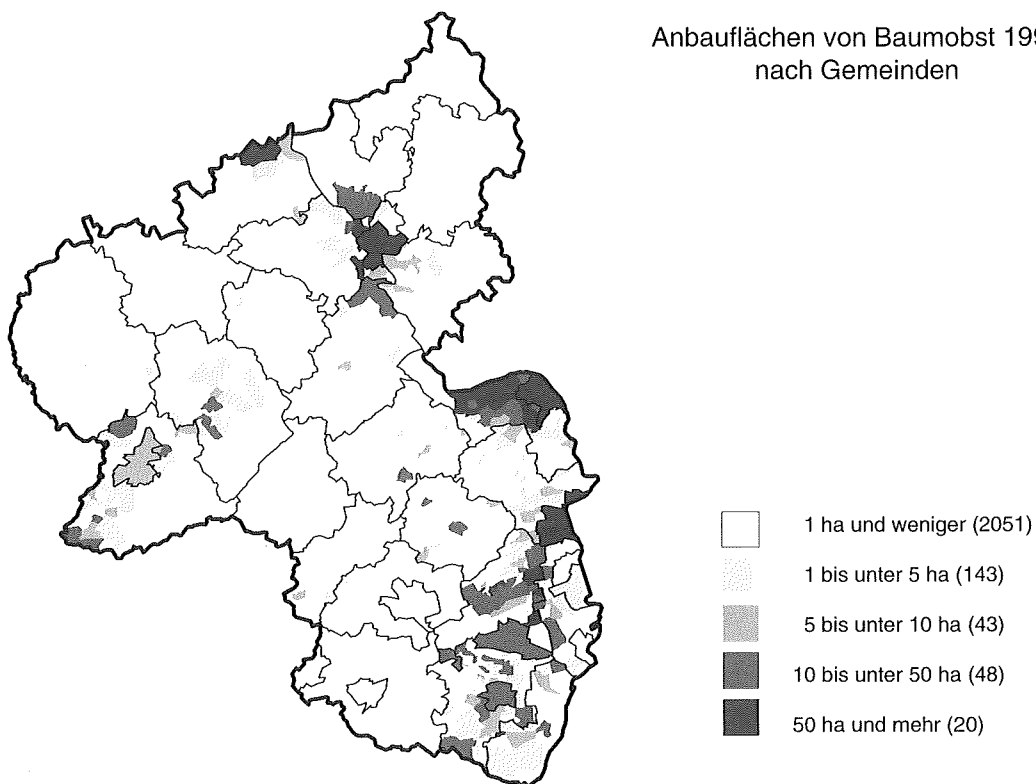 Anbauflächen von Baumobst 199
nach Gemeinden
1 ha und weniger (2051)
1 bis unter 5 ha (143)
5 bis unter 10 ha (43)
10 bis unter 50 ha (48)
50 ha und mehr (20)